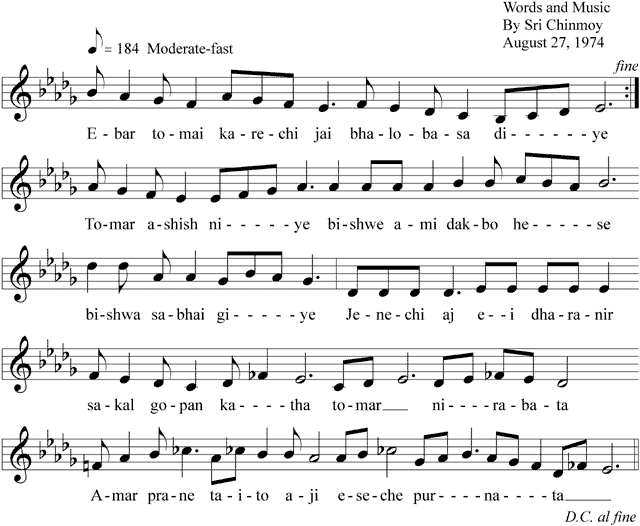 Words and Music
By Sri Chinmoy
August 27, 1974
= 184 Moderate-fast
fine
E - bar to - mai ka - re - chi jai bha - lo - ba - sa di - - - - - ye
To - mar a - shish ni - - - - - ye bish - we a - mi dak - bo he - - - - se
bi - shwa sa - bhai gi - - - - - ye Je - ne - chi aj e - - i dha - ra - nir
sa - kal go - pan ka - - - - tha to - mar___ ni - - - - ra - ba - ta
A - mar pra - ne ta - i - to a - ji e - se - che pur - - - na - - - ta______
D.C. al fine